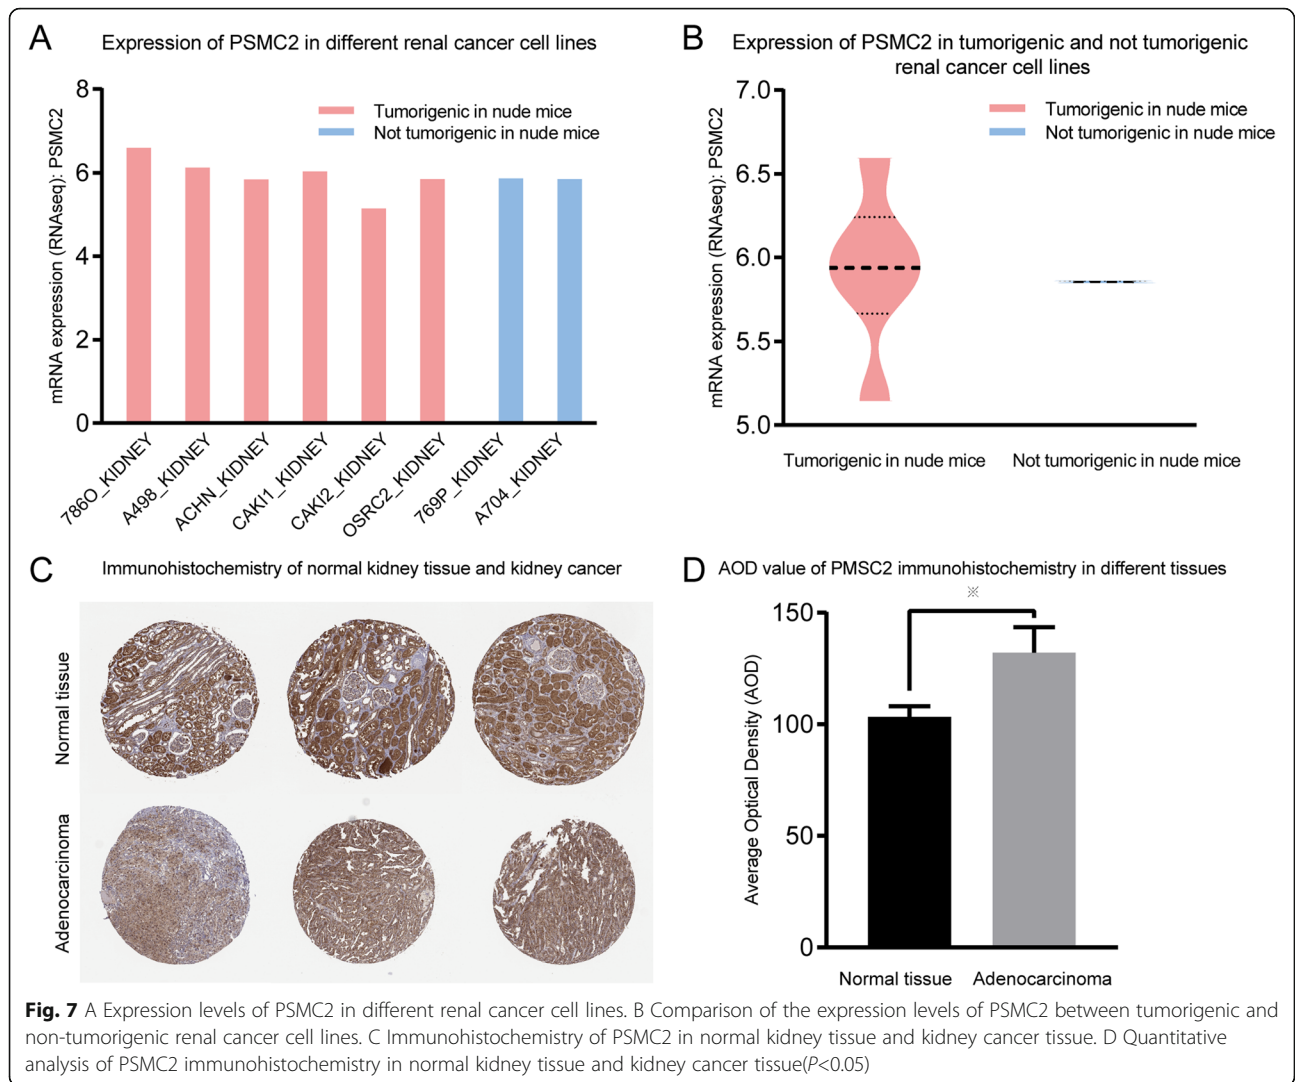 A
Expression of PSMC2 in different renal cancer cell lines
mRNA expression (RNAseq): PSMC2
8
6
4
2
0
Tumorigenic in nude mice
Not tumorigenic in nude mice
786O_KIDNEY
A498_KIDNEY
ACHN_KIDNEY
CAKI1_KIDNEY
CAKI2_KIDNEY
OSRC2_KIDNEY
769P_KIDNEY
A704_KIDNEY
B
Expression of PSMC2 in tumorigenic and not tumorigenic
renal cancer cell lines
mRNA expression (RNAseq): PSMC2
7.0
6.5
6.0
5.5
5.0
Tumorigenic in nude mice
Not tumorigenic in nude mice
Tumorigenic in nude mice
Not tumorigenic in nude mice
C
Immunohistochemistry of normal kidney tissue and kidney cancer
Normal tissue
Adenocarcinoma
D
AOD value of PMSC2 immunohistochemistry in different tissues
※
Average Optical Density (AOD)
150
100
50
0
Normal tissue
Adenocarcinoma
Fig. 7 A Expression levels of PSMC2 in different renal cancer cell lines. B Comparison of the expression levels of PSMC2 between tumorigenic and
non-tumorigenic renal cancer cell lines. C Immunohistochemistry of PSMC2 in normal kidney tissue and kidney cancer tissue. D Quantitative
analysis of PSMC2 immunohistochemistry in normal kidney tissue and kidney cancer tissue(P<0.05)